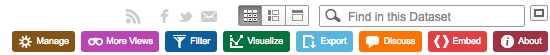 Find in this Dataset
Manage More Views Filter Visualize Export Discuss Embed About